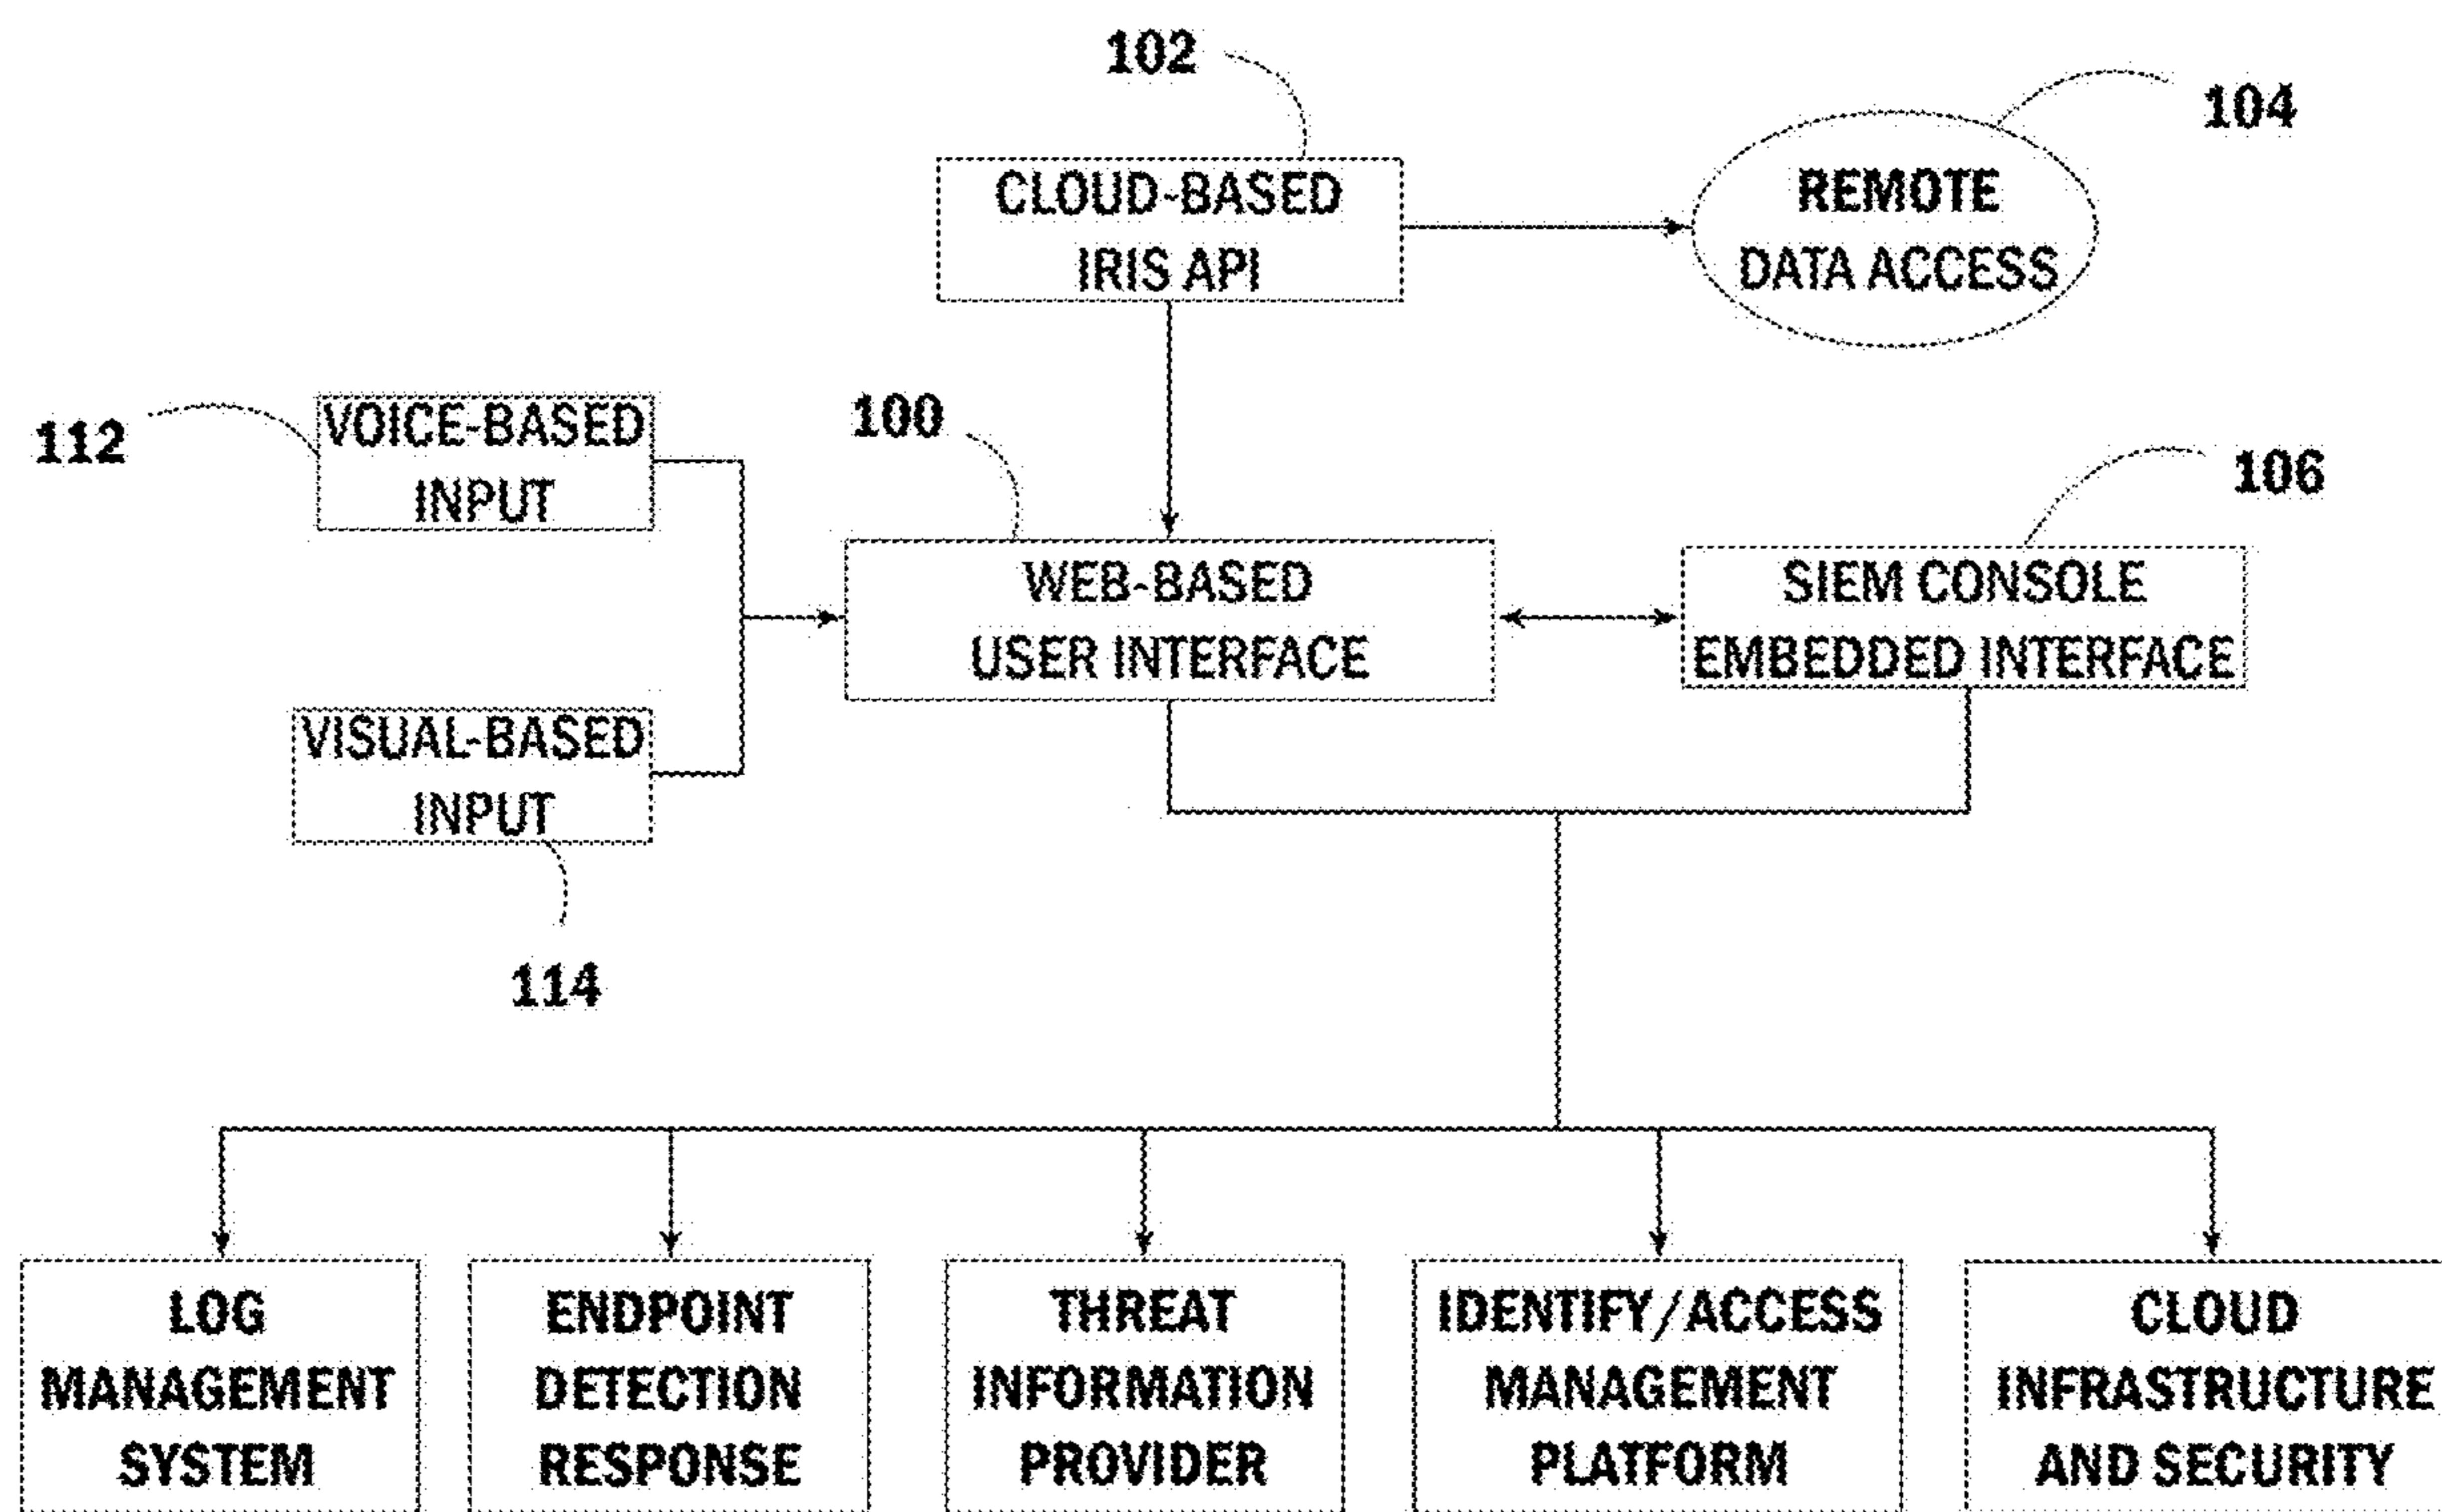 102
104
CLOUD-BASED
IRIS API
REMOTE
DATA ACCESS
112
VOICE-BASED
INPUT
100
106
WEB-BASED
USER INTERFACE
SIEM CONSOLE
EMBEDDED INTERFACE
VISUAL-BASED
INPUT
114
LOG
MANAGEMENT
SYSTEM
ENDPOINT
DETECTION
RESPONSE
THREAT
INFORMATION
PROVIDER
IDENTIFY/ACCESS
MANAGEMENT
PLATFORM
CLOUD
INFRASTRUCTURE
AND SECURITY